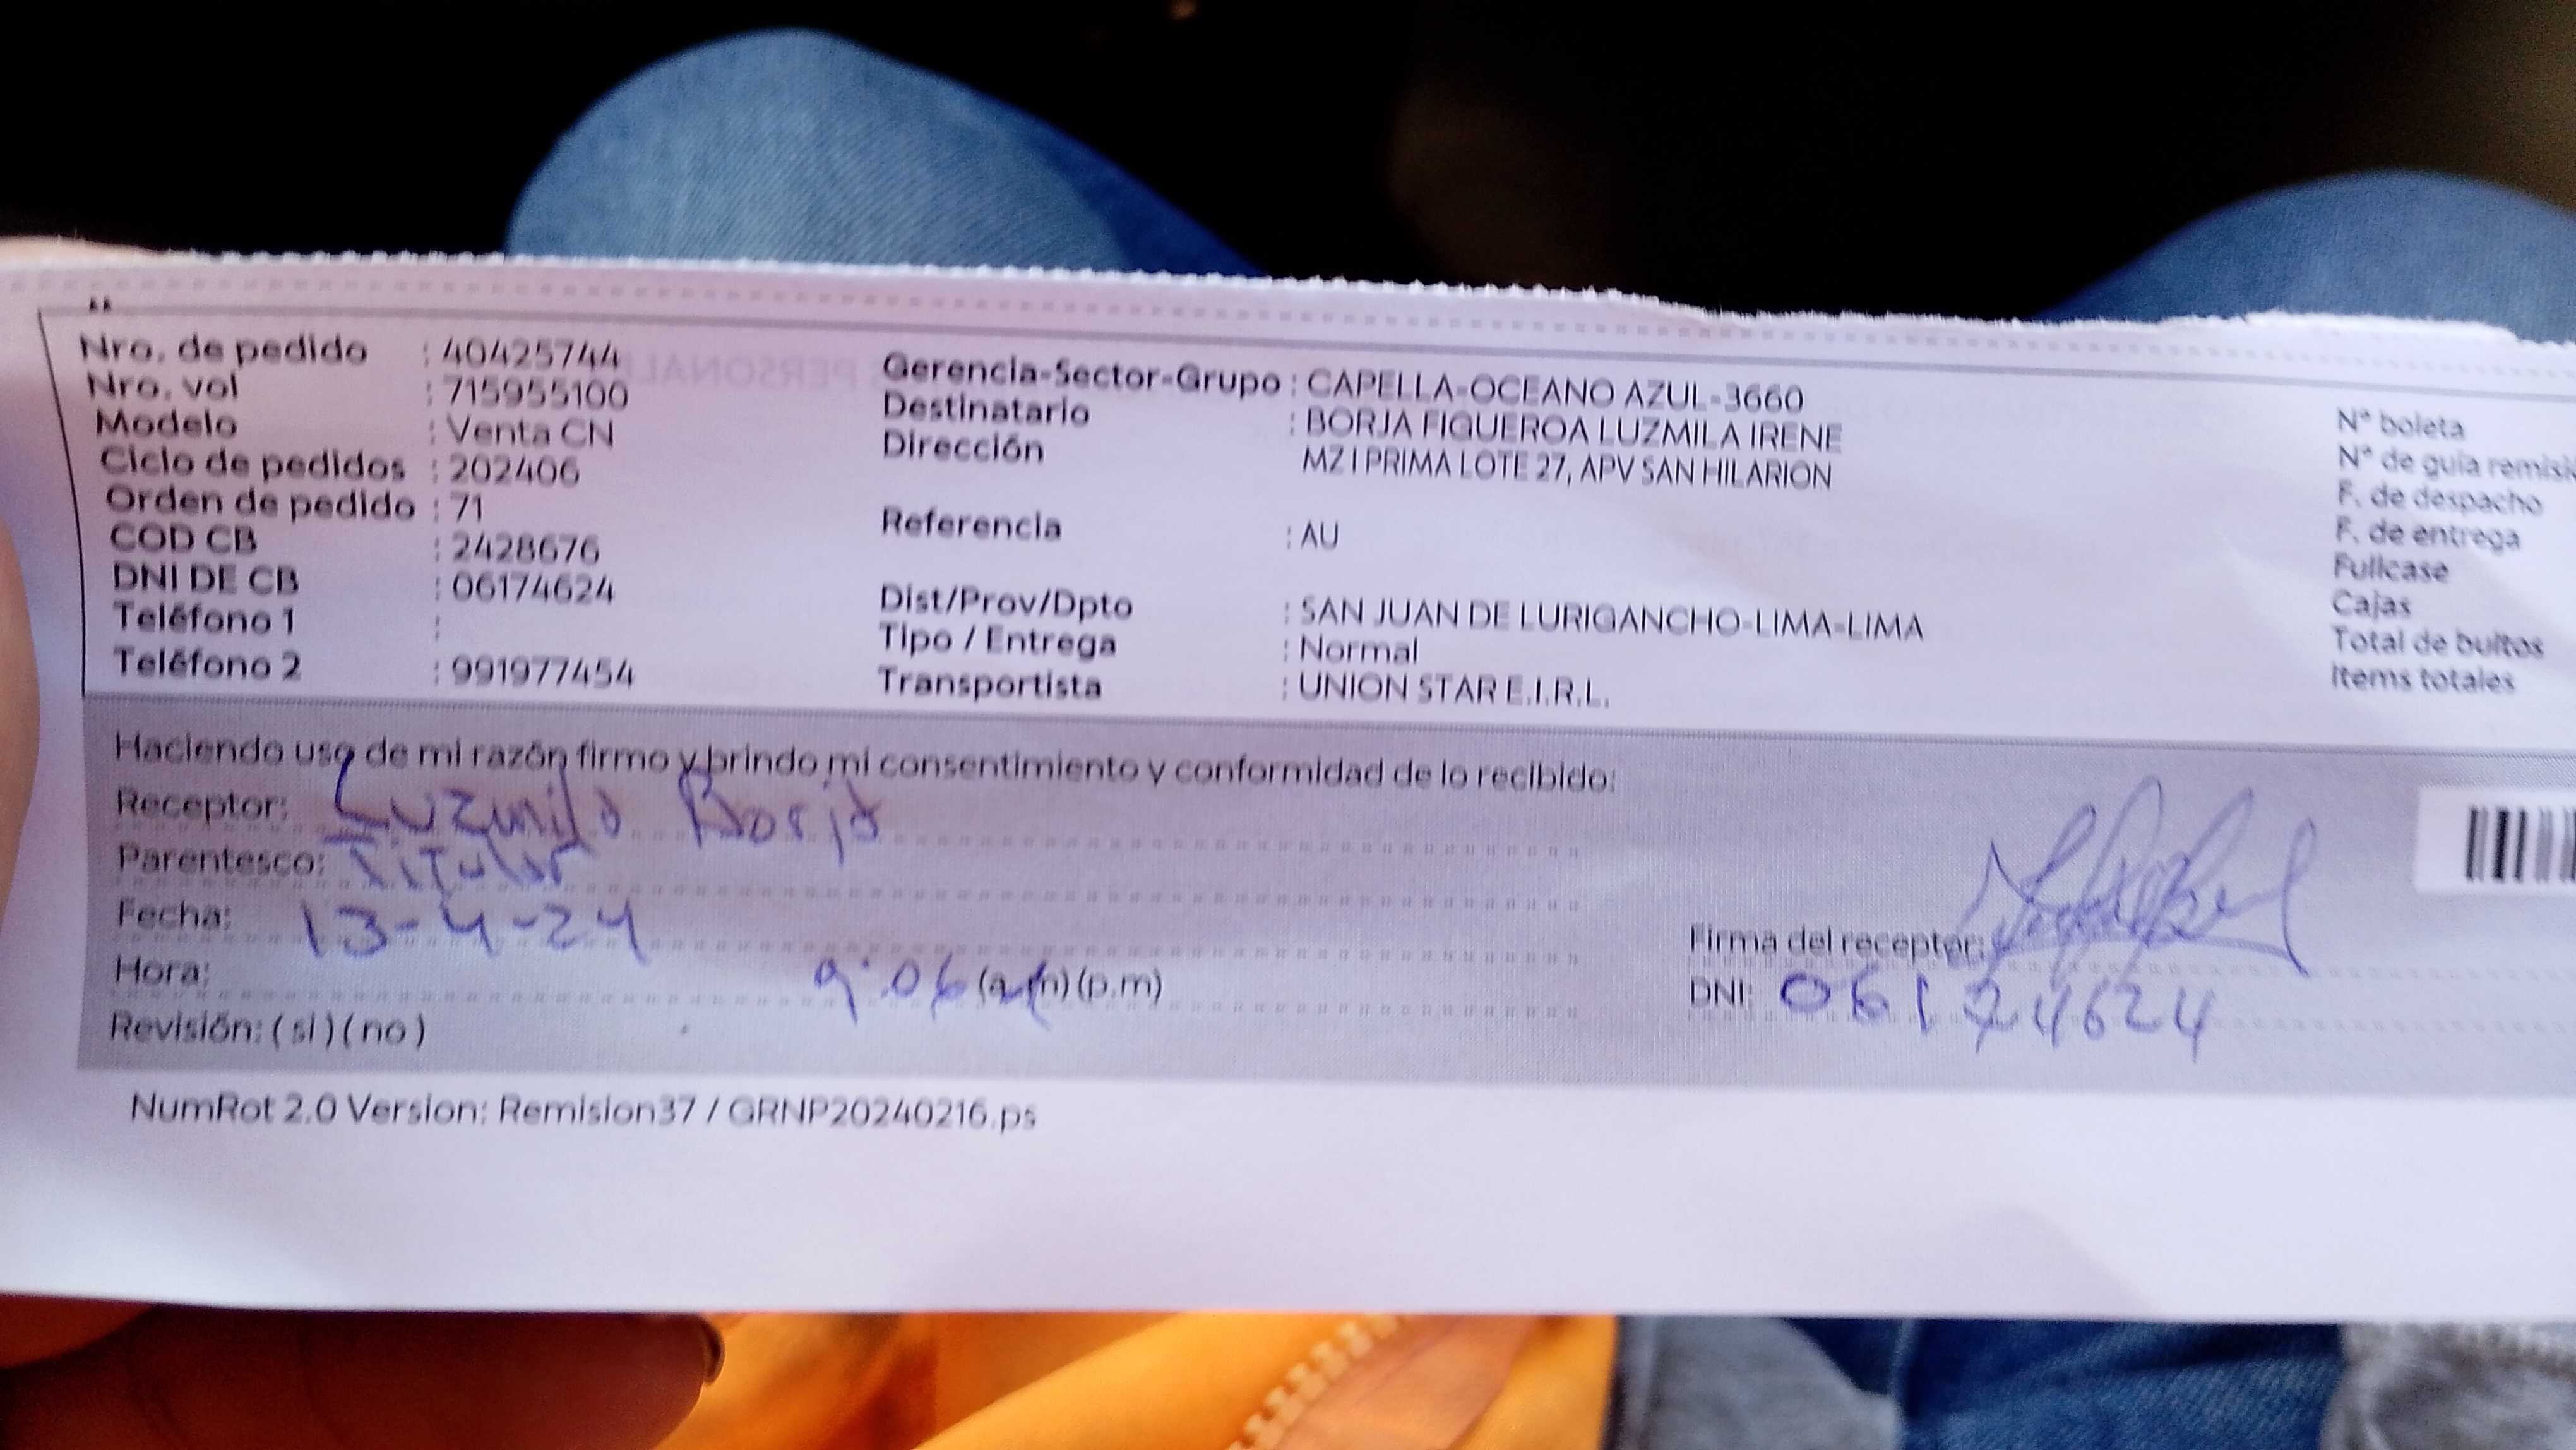 Nro. de pedido : 40425744
Nro. vol : 715955100
Modelo : Venta CN
Ciclo de pedidos : 202406
Orden de pedido : 71
COD CB : 2428676
DNI DE CB : 06174624
Teléfono 1 :
Teléfono 2 : 991977454
Gerencia-Sector-Grupo : CAPELLA-OCEANO AZUL-3660
Destinatario : BORJA FIGUEROA LUZMILA IRENE
Dirección MZ I PRIMA LOTE 27, APV SAN HILARION
Referencia : AU
Dist/Prov/Dpto : SAN JUAN DE LURIGANCHO-LIMA-LIMA
Tipo / Entrega : Normal
Transportista : UNION STAR E.I.R.L.
N° boleta
N° de guía remisi
F. de despacho
F. de entrega
Fullcase
Cajas
Total de bultos
Items totales
Haciendo uso de mi razón firmo y brindo mi consentimiento y conformidad de lo recibido:
Receptor: Luzmila Borja
Parentesco: Titular
Fecha: 13-4-24
Hora: 9:06 (a.m) (p.m)
Revisión: ( si ) ( no )
Firma del receptor:
DNI: 06174624
NumRot 2.0 Version: Remision37 / GRNP20240216.ps